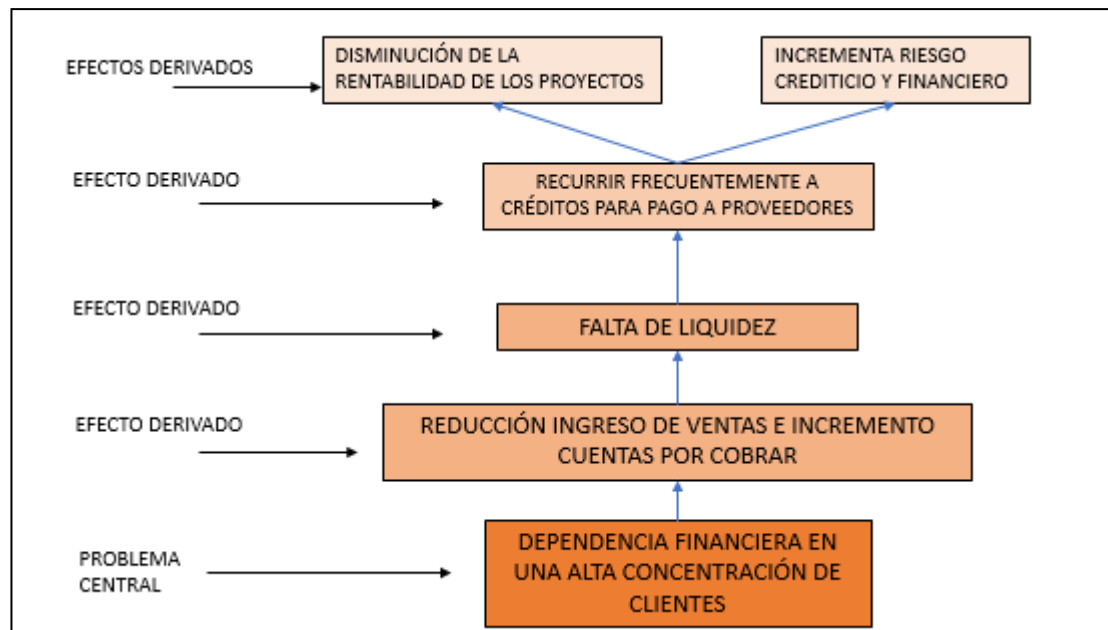 EFECTOS DERIVADOS
DISMINUCIÓN DE LA
RENTABILIDAD DE LOS PROYECTOS
INCREMENTA RIESGO
CREDITICIO Y FINANCIERO
EFECTO DERIVADO
RECURRIR FRECUENTEMENTE A
CRÉDITOS PARA PAGO A PROVEEDORES
EFECTO DERIVADO
FALTA DE LIQUIDEZ
EFECTO DERIVADO
REDUCCIÓN INGRESO DE VENTAS E INCREMENTO
CUENTAS POR COBRAR
PROBLEMA
CENTRAL
DEPENDENCIA FINANCIERA EN
UNA ALTA CONCENTRACIÓN DE
CLIENTES